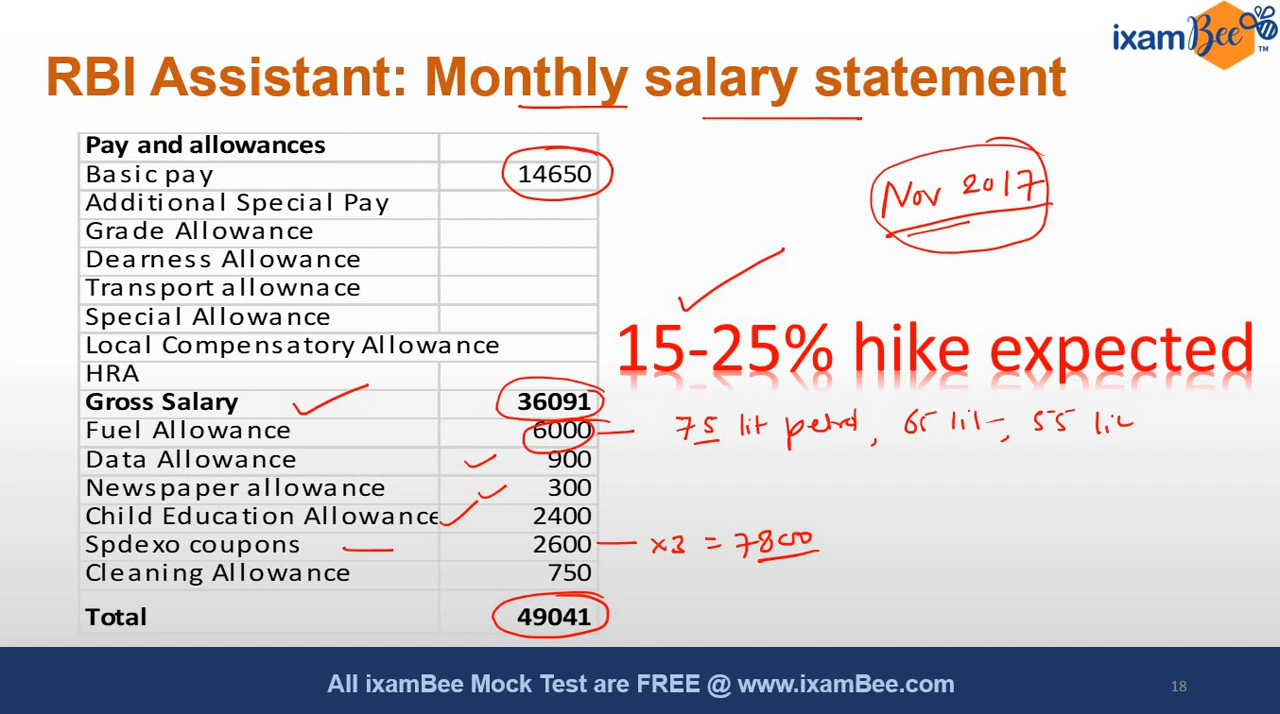 ixamBee
TM
RBI Assistant: Monthly salary statement
Pay and allowances
Basic pay 14650
Additional Special Pay
Grade Allowance
Dearness Allowance
Transport allownace
Special Allowance
Local Compensatory Allowance
HRA
Gross Salary 36091
Fuel Allowance 6000
Data Allowance 900
Newspaper allowance 300
Child Education Allowance 2400
Spdexo coupons 2600
Cleaning Allowance 750
Total 49041
Nov 2017
15-25% hike expected
75 lit petrol, 65 lit, 55 lit
x3 = 7800
All ixamBee Mock Test are FREE @ www.ixamBee.com
18